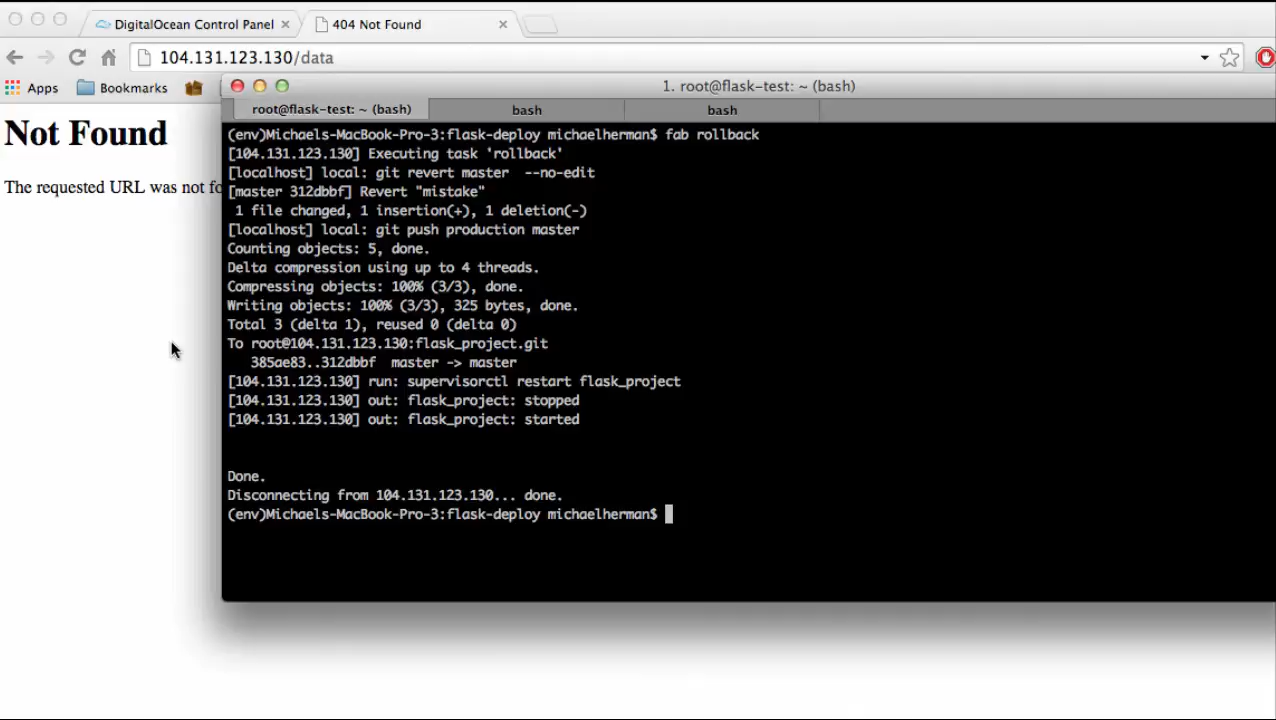 DigitalOcean Control Panel
404 Not Found
104.131.123.130/data
Apps
Bookmarks
1. root@flask-test: ~ (bash)
root@flask-test: ~ (bash)
bash
bash
Not Found
The requested URL was not fo
(env)Michaels-MacBook-Pro-3:flask-deploy michaelherman$ fab rollback
[104.131.123.130] Executing task 'rollback'
[localhost] local: git revert master  --no-edit
[master 312dbbf] Revert "mistake"
 1 file changed, 1 insertion(+), 1 deletion(-)
[localhost] local: git push production master
Counting objects: 5, done.
Delta compression using up to 4 threads.
Compressing objects: 100% (3/3), done.
Writing objects: 100% (3/3), 325 bytes, done.
Total 3 (delta 1), reused 0 (delta 0)
To root@104.131.123.130:flask_project.git
   385ae83..312dbbf  master -> master
[104.131.123.130] run: supervisorctl restart flask_project
[104.131.123.130] out: flask_project: stopped
[104.131.123.130] out: flask_project: started
Done.
Disconnecting from 104.131.123.130... done.
(env)Michaels-MacBook-Pro-3:flask-deploy michaelherman$